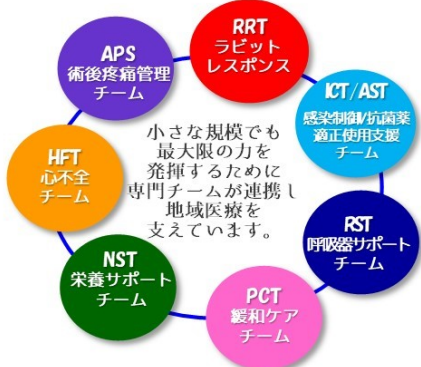 RRT
ラビット
レスポンス
ICT/AST
感染制御/抗菌薬
適正使用支援
チーム
RST
呼吸器サポート
チーム
PCT
緩和ケア
チーム
NST
栄養サポート
チーム
HFT
心不全
チーム
APS
術後疼痛管理
チーム
小さな規模でも
最大限の力を
発揮するために
専門チームが連携し
地域医療を
支えています。